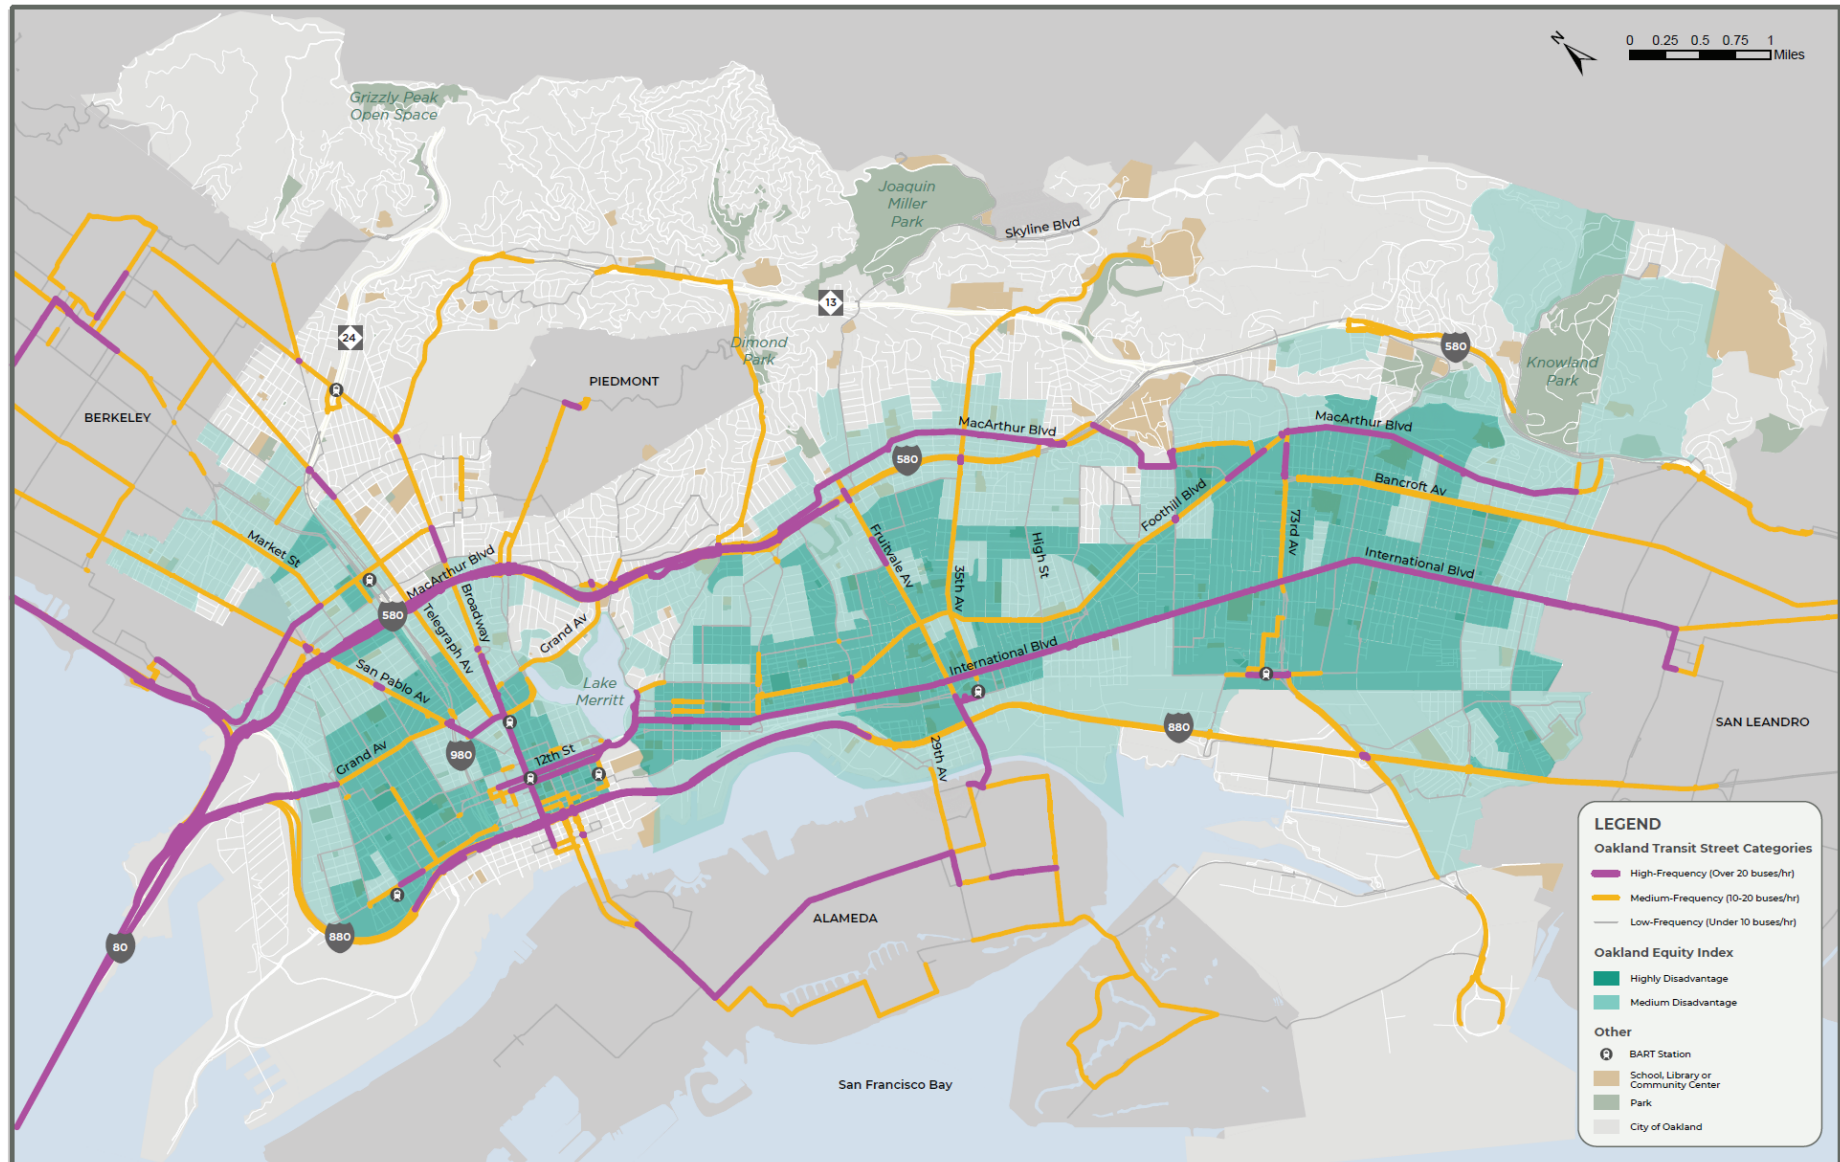 N
0 0.25 0.5 0.75 1
Miles
Grizzly Peak
Open Space
Joaquin
Miller
Park
Skyline Blvd
13
24
Dimond
Park
580
Knowland
Park
PIEDMONT
BERKELEY
MacArthur Blvd
MacArthur Blvd
580
Bancroft Av
Foothill Blvd
Market St
Fruitvale Av
High St
73rd Av
MacArthur Blvd
International Blvd
35th Av
580
Telegraph Av
Broadway
Grand Av
San Pablo Av
International Blvd
Lake
Merritt
SAN LEANDRO
880
980
12th St
Grand Av
29th Av
ALAMEDA
880
80
San Francisco Bay
LEGEND
Oakland Transit Street Categories
High-Frequency (Over 20 buses/hr)
Medium-Frequency (10-20 buses/hr)
Low-Frequency (Under 10 buses/hr)
Oakland Equity Index
Highly Disadvantage
Medium Disadvantage
Other
BART Station
School, Library or
Community Center
Park
City of Oakland